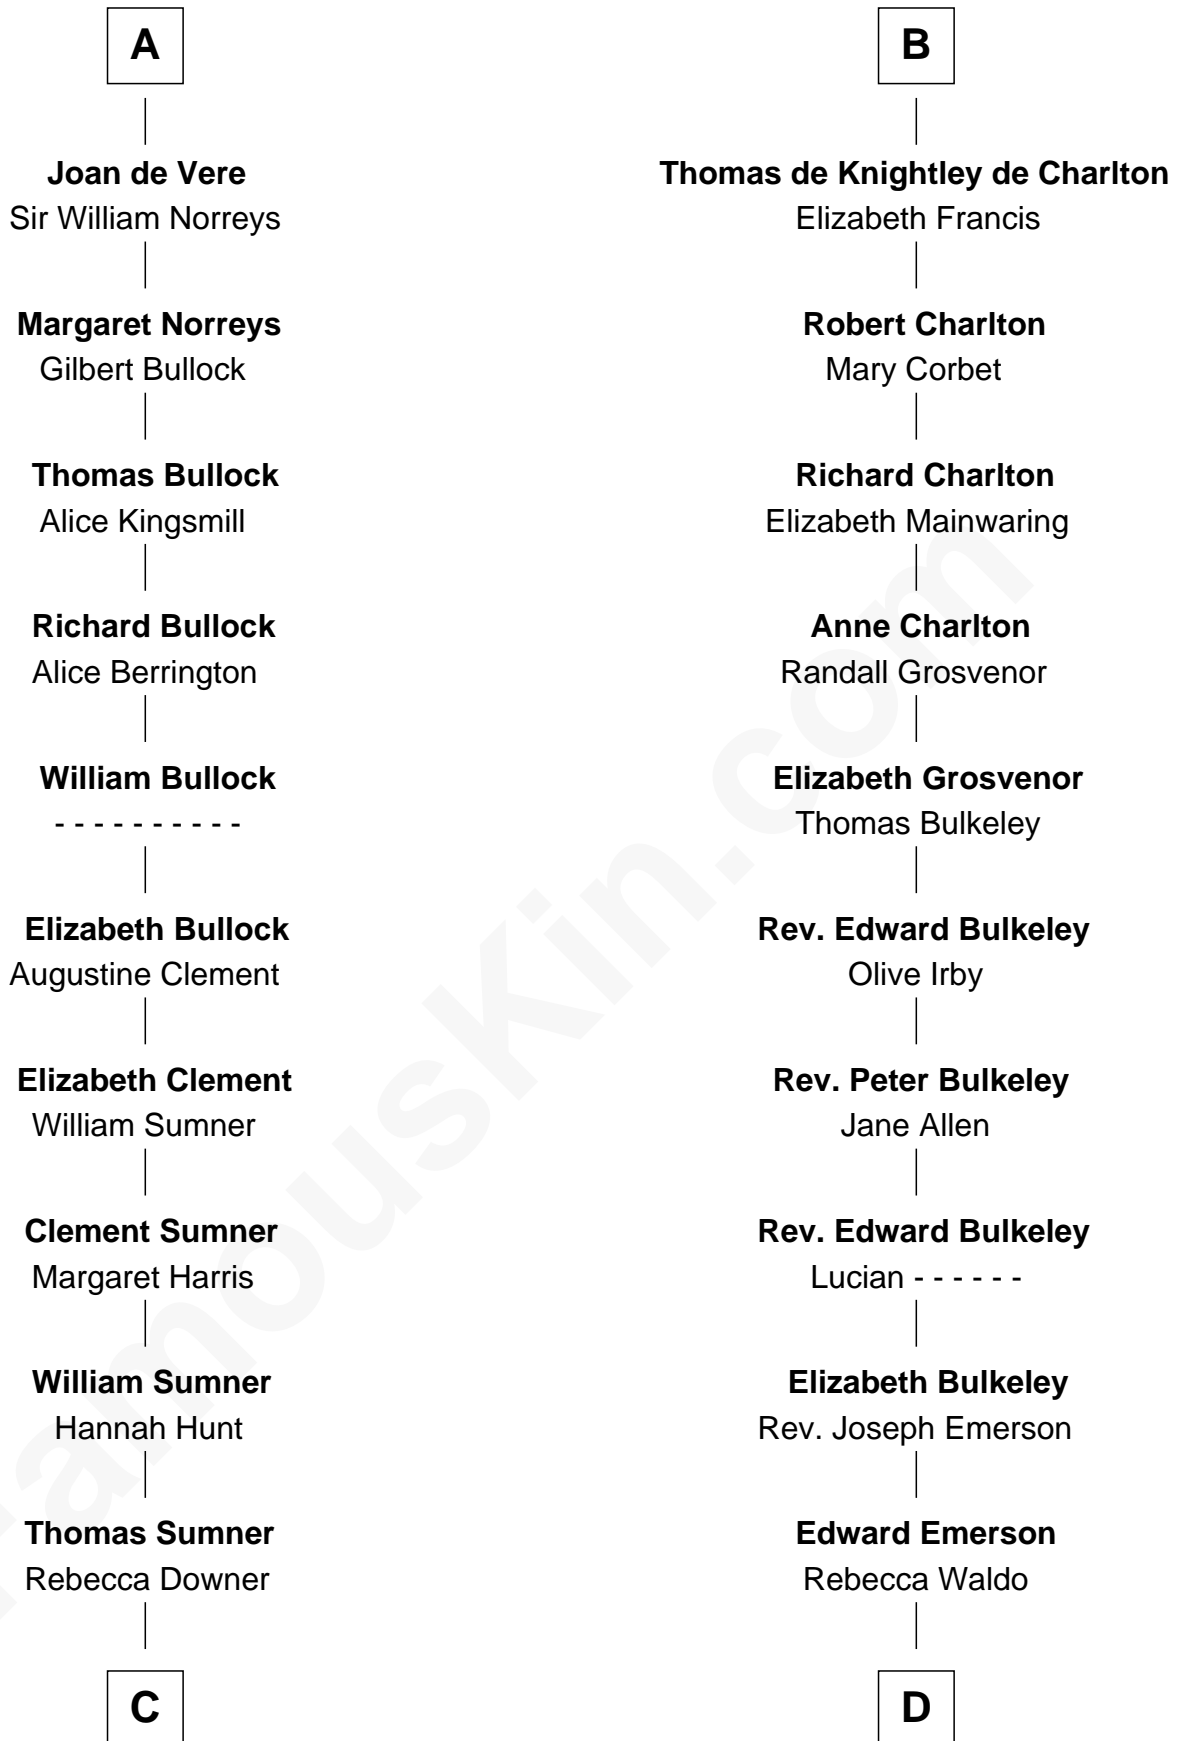 A
Joan de Vere
Sir William Norreys
Margaret Norreys
Gilbert Bullock
Thomas Bullock
Alice Kingsmill
Richard Bullock
Alice Berrington
William Bullock
- - - - - - - - - -
Elizabeth Bullock
Augustine Clement
Elizabeth Clement
William Sumner
Clement Sumner
Margaret Harris
William Sumner
Hannah Hunt
Thomas Sumner
Rebecca Downer
C
B
Thomas de Knightley de Charlton
Elizabeth Francis
Robert Charlton
Mary Corbet
Richard Charlton
Elizabeth Mainwaring
Anne Charlton
Randall Grosvenor
Elizabeth Grosvenor
Thomas Bulkeley
Rev. Edward Bulkeley
Olive Irby
Rev. Peter Bulkeley
Jane Allen
Rev. Edward Bulkeley
Lucian - - - - - -
Elizabeth Bulkeley
Rev. Joseph Emerson
Edward Emerson
Rebecca Waldo
D
FamousKin.com